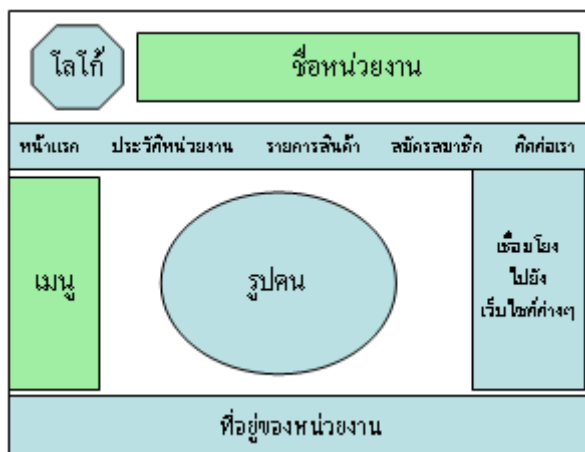 โลโก้
ชื่อหน่วยงาน
หน้าแรก ประวัติหน่วยงาน รายการสินค้า สมัครสมาชิก ติดต่อเรา
เมนู
รูปคน
เชื่อมโยง
ไปยัง
เว็บไซต์ต่างๆ
ที่อยู่ของหน่วยงาน